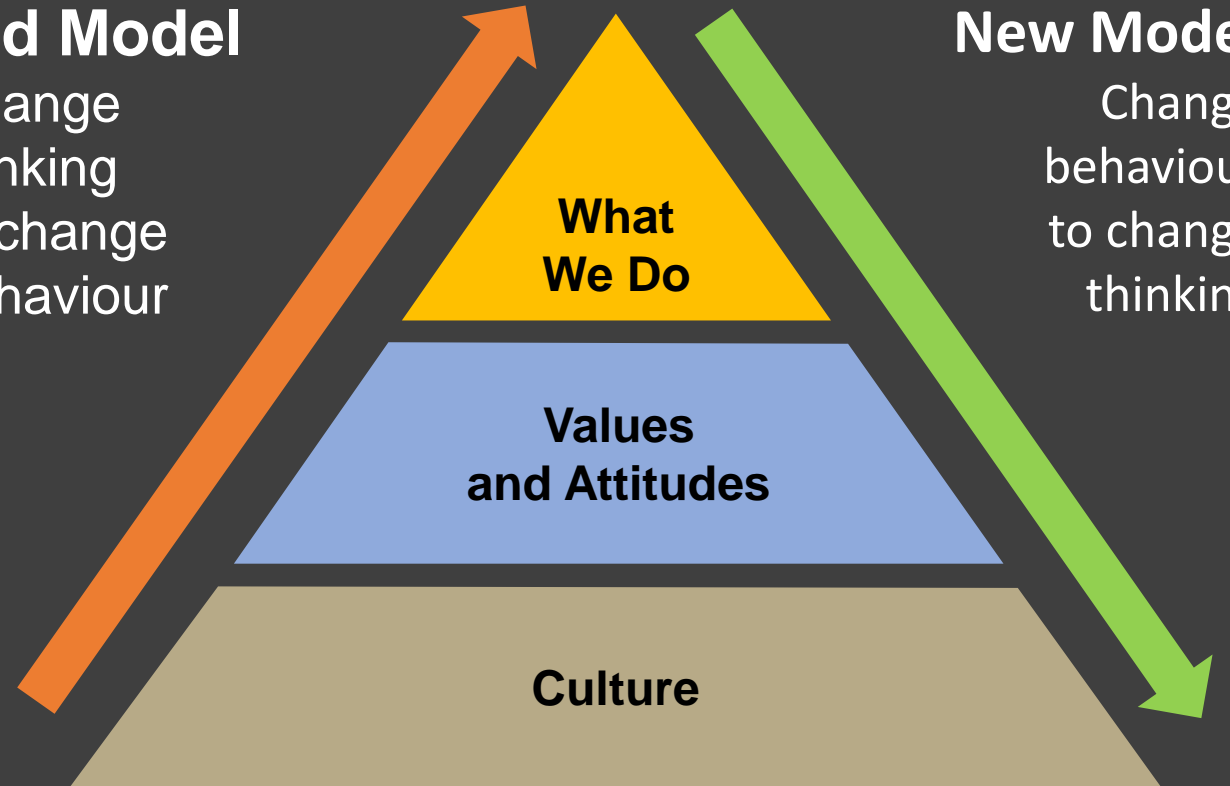 d Model
ange
nking
change
haviour
New Mode
Chang
behaviou
to chang
thinkin
What
We Do
Values
and Attitudes
Culture